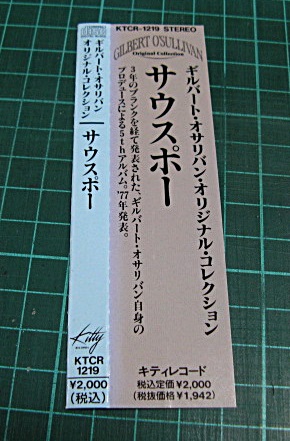 KTCR-1219 STEREO
GILBERT O'SULLIVAN
Original Collection
ギルバート・オサリバン・オリジナル・コレクション
サウスポー
3年のブランクを経て発表された、ギルバート・オサリバン自身の
プロデュースによる5thアルバム。'77年発表。
キティレコード
税込定価¥2,000
(税抜価格¥1,942)
ギルバート・オサリバン
オリジナル・コレクション
サウスポー
Kitty
KTCR
1219
¥2,000
(税込)